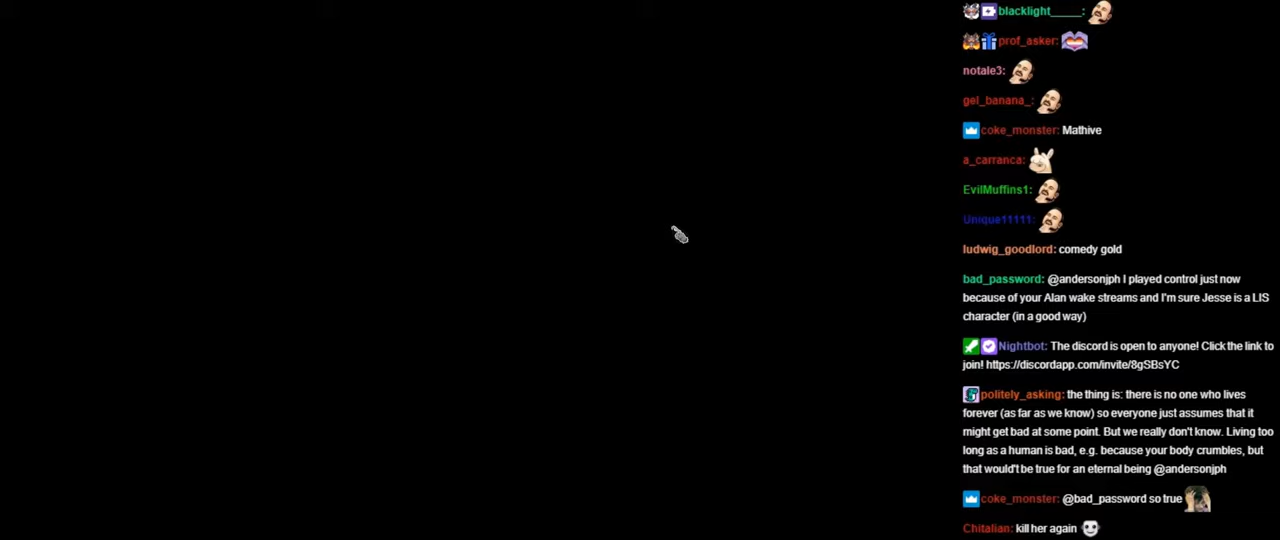 blacklight_____:
prof_asker:
notale3:
gel_banana_:
coke_monster: Mathive
a_carranca:
EvilMuffins1:
Unique11111:
ludwig_goodlord: comedy gold
bad_password: @andersonjph I played control just now
because of your Alan wake streams and I'm sure Jesse is a LIS
character (in a good way)
Nightbot: The discord is open to anyone! Click the link to
join! https://discordapp.com/invite/8gSBsYC
politely_asking: the thing is: there is no one who lives
forever (as far as we know) so everyone just assumes that it
might get bad at some point. But we really don't know. Living too
long as a human is bad, e.g. because your body crumbles, but
that would't be true for an eternal being @andersonjph
coke_monster: @bad_password so true
Chitalian: kill her again